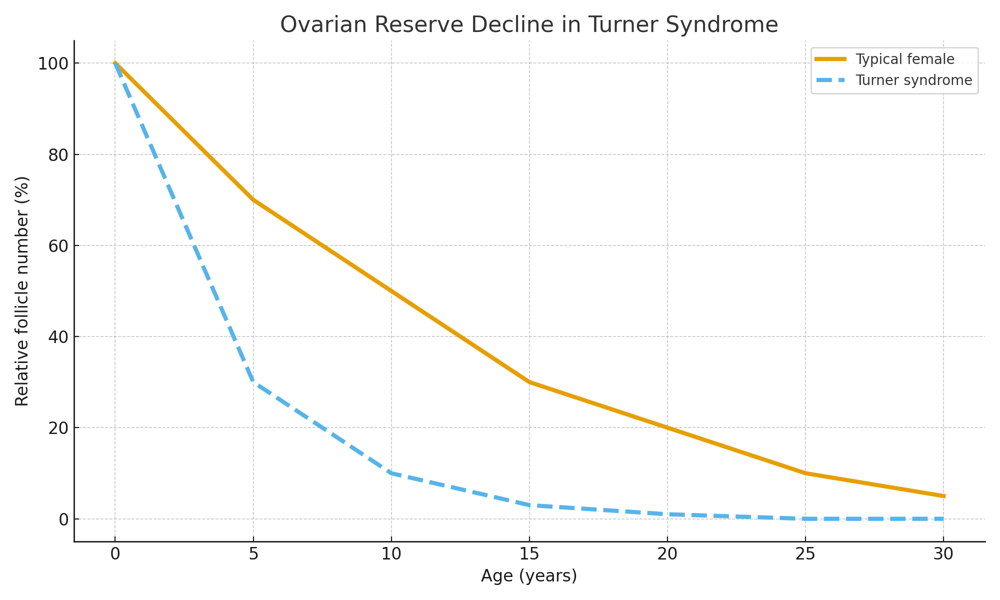 Ovarian Reserve Decline in Turner Syndrome
Typical female
Turner syndrome
Relative follicle number (%)
100
80
60
40
20
0
0 5 10 15 20 25 30
Age (years)